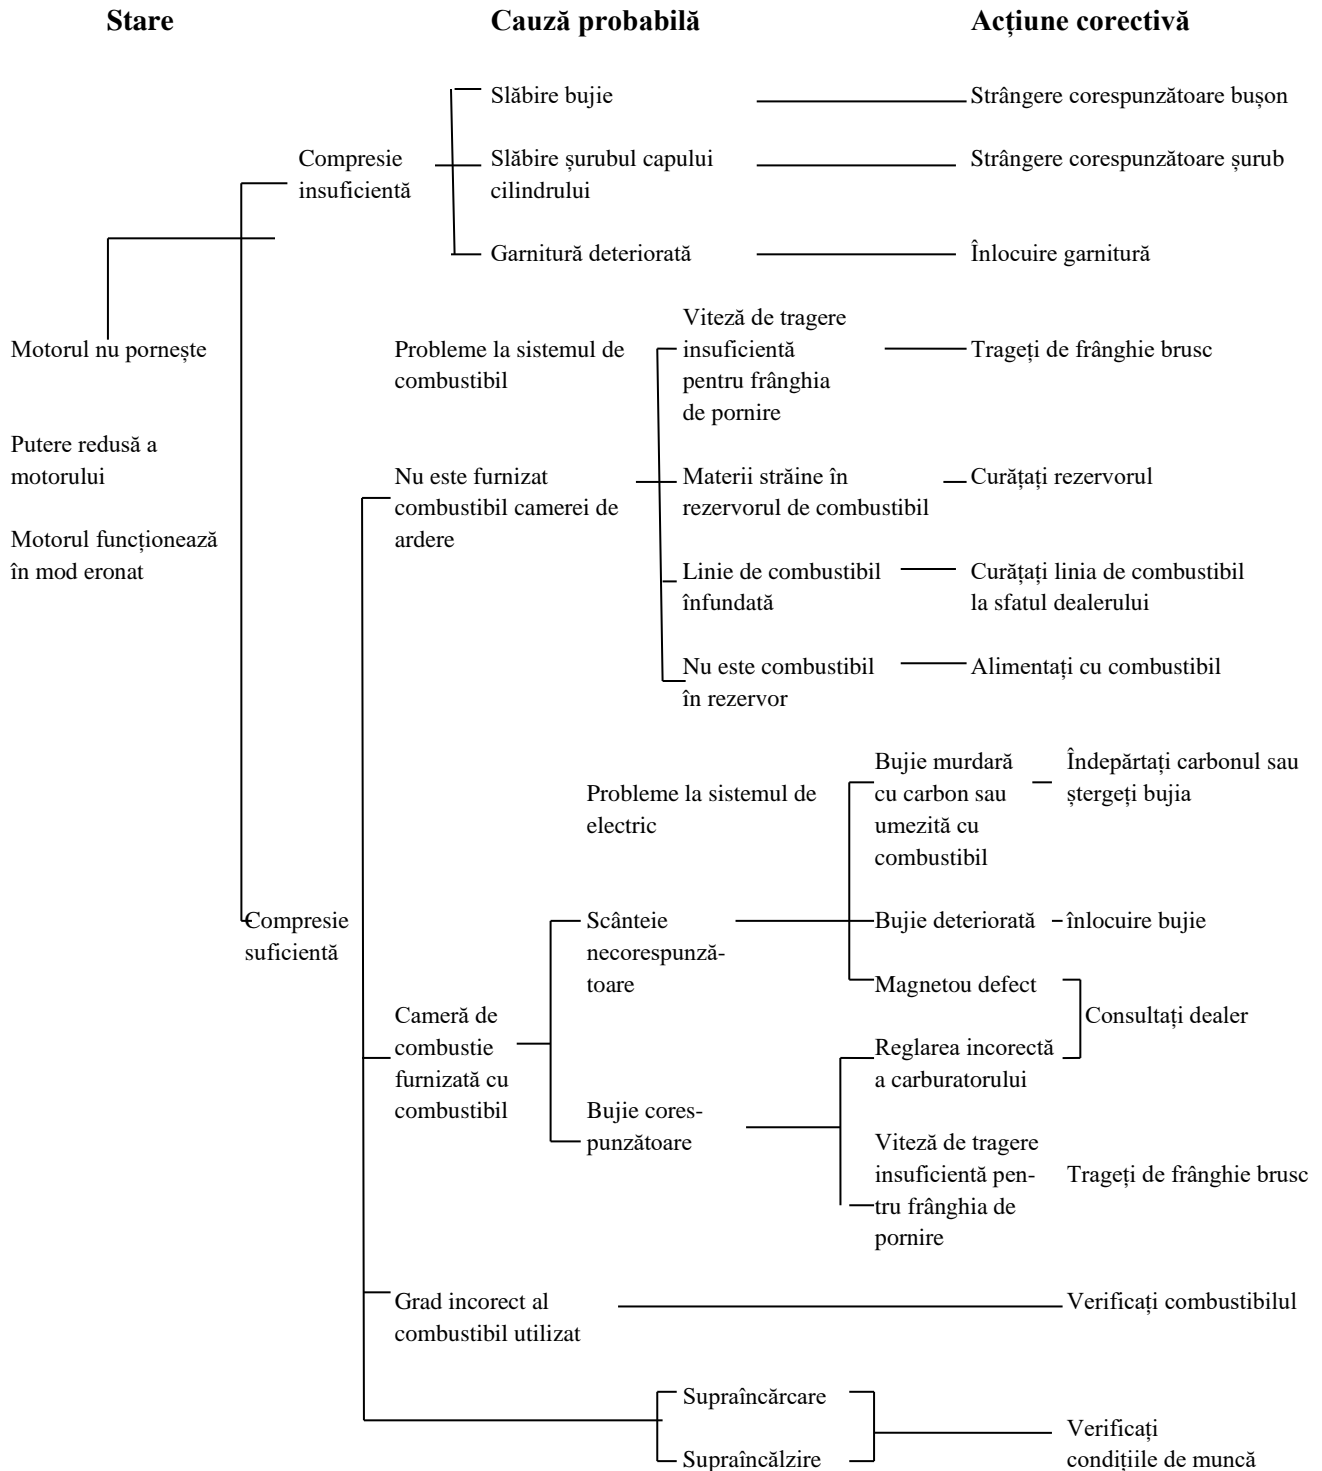 Stare
Cauză probabilă
Acțiune corectivă
Slăbire bujie
Strângere corespunzătoare bușon
Compresie
insuficientă
Slăbire șurubul capului
cilindrului
Strângere corespunzătoare șurub
Garnitură deteriorată
Înlocuire garnitură
Motorul nu pornește
Probleme la sistemul de
combustibil
Viteză de tragere
insuficientă
pentru frânghia
de pornire
Trageți de frânghie brusc
Putere redusă a
motorului
Nu este furnizat
combustibil camerei de
ardere
Materii străine în
rezervorul de combustibil
Curățați rezervorul
Motorul funcționează
în mod eronat
Linie de combustibil
înfundată
Curățați linia de combustibil
la sfatul dealerului
Nu este combustibil
în rezervor
Alimentați cu combustibil
Probleme la sistemul de
electric
Bujie murdară
cu carbon sau
umezită cu
combustibil
Îndepărtați carbonul sau
ștergeți bujia
Compresie
suficientă
Scânteie
necorespunză-
toare
Bujie deteriorată
înlocuire bujie
Magnetou defect
Consultați dealer
Cameră de
combustie
furnizată cu
combustibil
Reglarea incorectă
a carburatorului
Bujie cores-
punzătoare
Viteză de tragere
insuficientă pen-
tru frânghia de
pornire
Trageți de frânghie brusc
Grad incorect al
combustibil utilizat
Verificați combustibilul
Supraîncărcare
Supraîncălzire
Verificați
condițiile de muncă